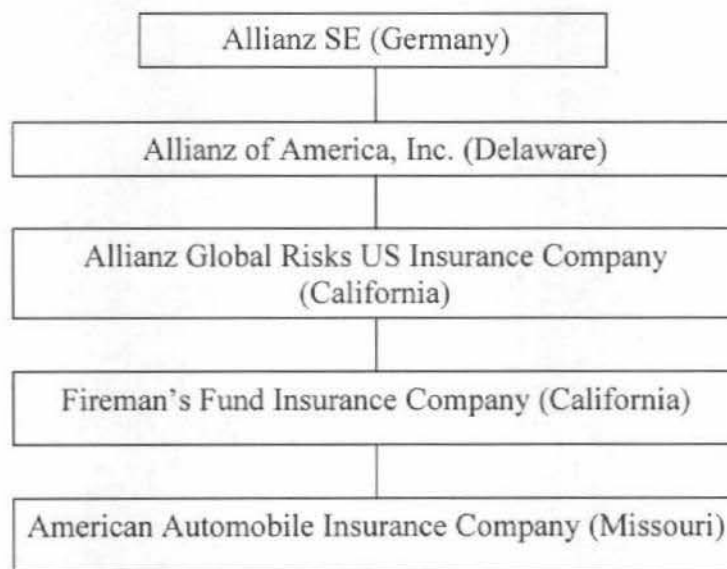 Allianz SE (Germany)
Allianz of America, Inc. (Delaware)
Allianz Global Risks US Insurance Company
(California)
Fireman's Fund Insurance Company (California)
American Automobile Insurance Company (Missouri)